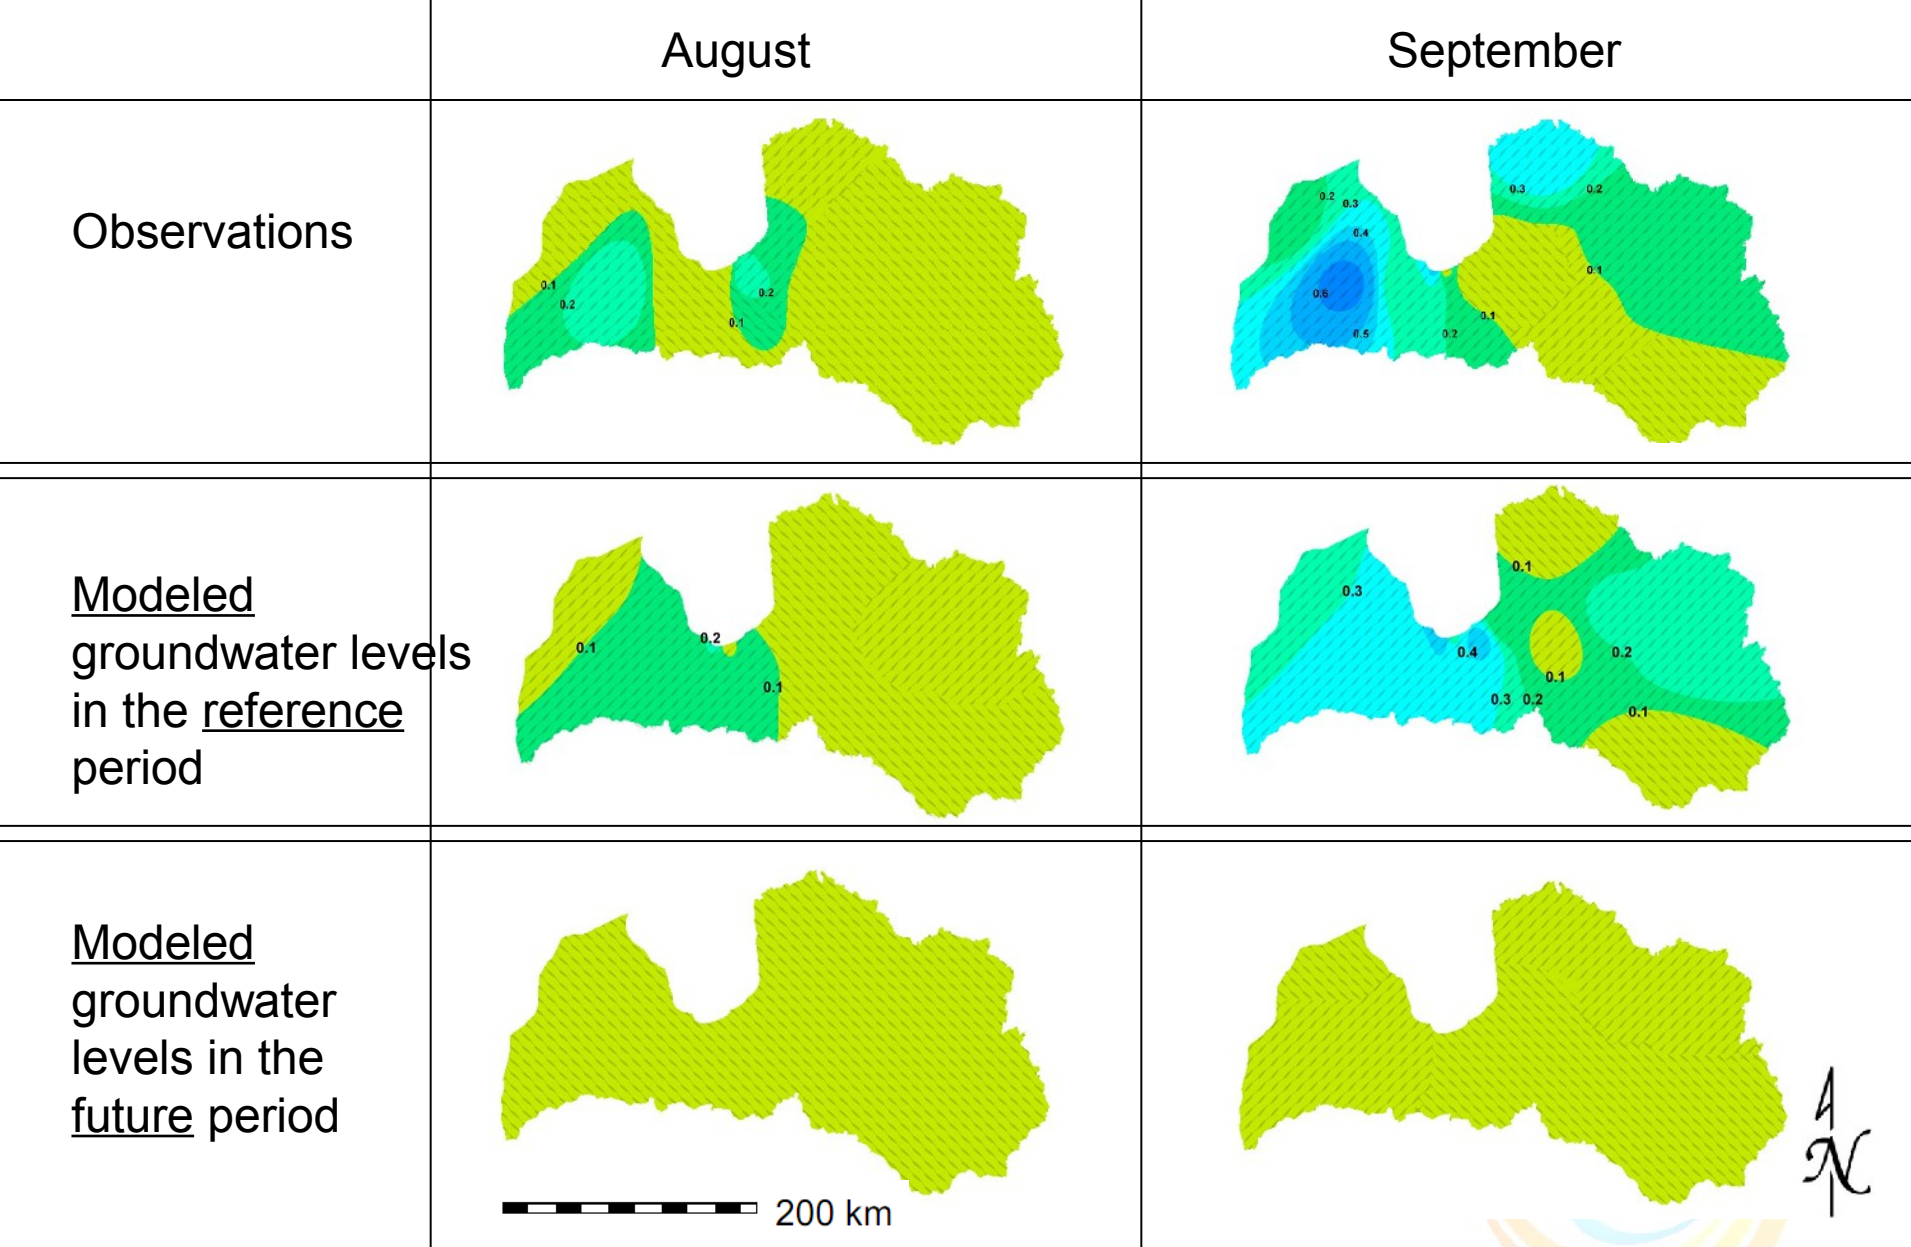 August
September
Observations
0.1
0.2
0.2
0.1
0.2
0.3
0.4
0.6
0.5
0.3
0.2
0.1
0.1
0.2
Modeled
groundwater levels
in the reference
period
0.1
0.2
0.1
0.3
0.4
0.3
0.2
0.1
0.1
0.2
0.1
Modeled
groundwater
levels in the
future period
200 km
N